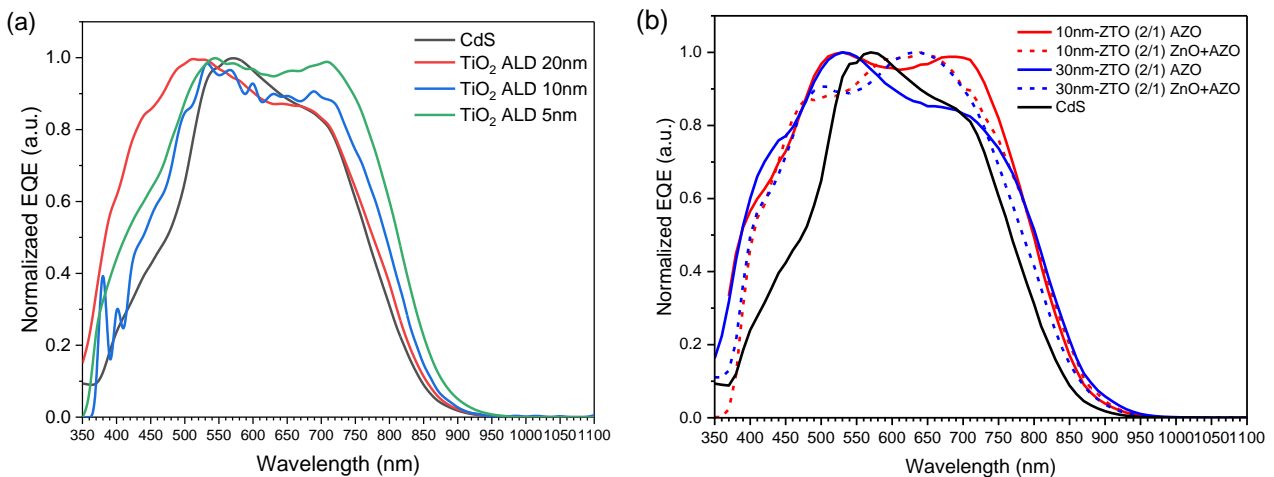 (a)
CdS
TiO2 ALD 20nm
TiO2 ALD 10nm
TiO2 ALD 5nm
Normalizaed EQE (a.u.)
1.0
0.8
0.6
0.4
0.2
0.0
350 400 450 500 550 600 650 700 750 800 850 900 950 1000 1100
Wavelength (nm)
(b)
10nm-ZTO (2/1) AZO
10nm-ZTO (2/1) ZnO+AZO
30nm-ZTO (2/1) AZO
30nm-ZTO (2/1) ZnO+AZO
CdS
Normalized EQE (a.u.)
1.0
0.8
0.6
0.4
0.2
0.0
350 400 450 500 550 600 650 700 750 800 850 900 950 10001050 1100
Wavelength (nm)